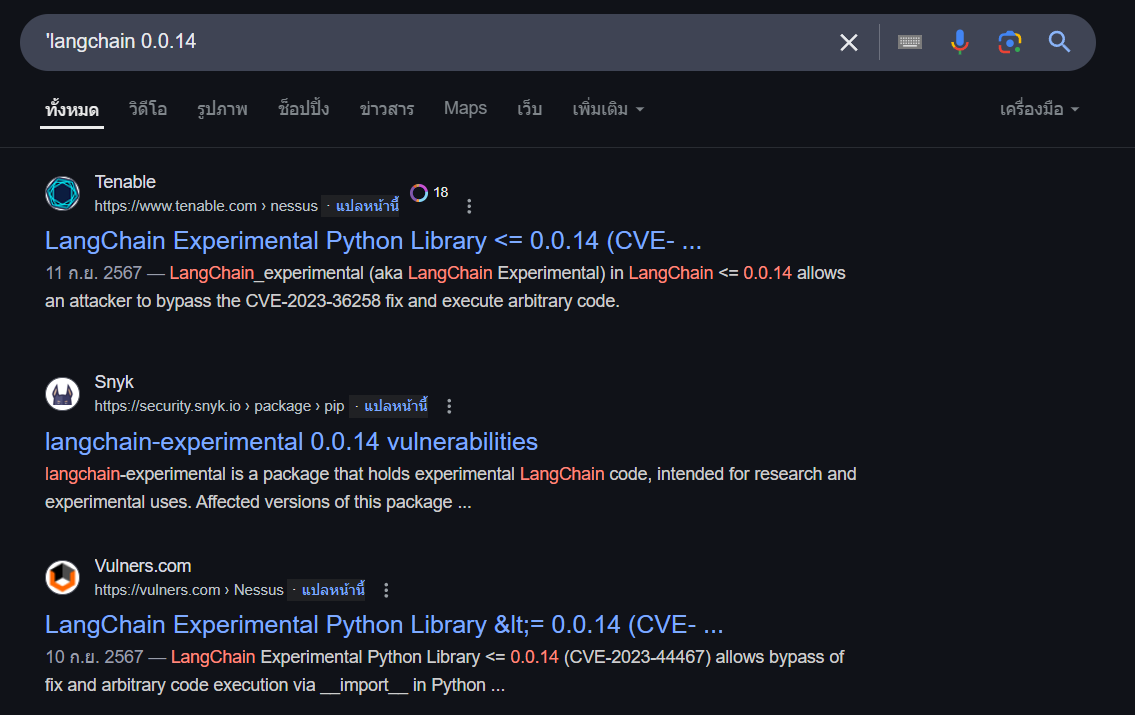 'langchain 0.0.14
ทั้งหมด วิดีโอ รูปภาพ ช็อปปิ้ง ข่าวสาร Maps เว็บ เพิ่มเติม เครื่องมือ
Tenable
https://www.tenable.com › nessus · แปลหน้านี้ 18
LangChain Experimental Python Library <= 0.0.14 (CVE- ...
11 ก.ย. 2567 — LangChain_experimental (aka LangChain Experimental) in LangChain <= 0.0.14 allows
an attacker to bypass the CVE-2023-36258 fix and execute arbitrary code.
Snyk
https://security.snyk.io › package › pip · แปลหน้านี้
langchain-experimental 0.0.14 vulnerabilities
langchain-experimental is a package that holds experimental LangChain code, intended for research and
experimental uses. Affected versions of this package ...
Vulners.com
https://vulners.com › Nessus · แปลหน้านี้
LangChain Experimental Python Library &lt;= 0.0.14 (CVE- ...
10 ก.ย. 2567 — LangChain Experimental Python Library <= 0.0.14 (CVE-2023-44467) allows bypass of
fix and arbitrary code execution via __import__ in Python ...